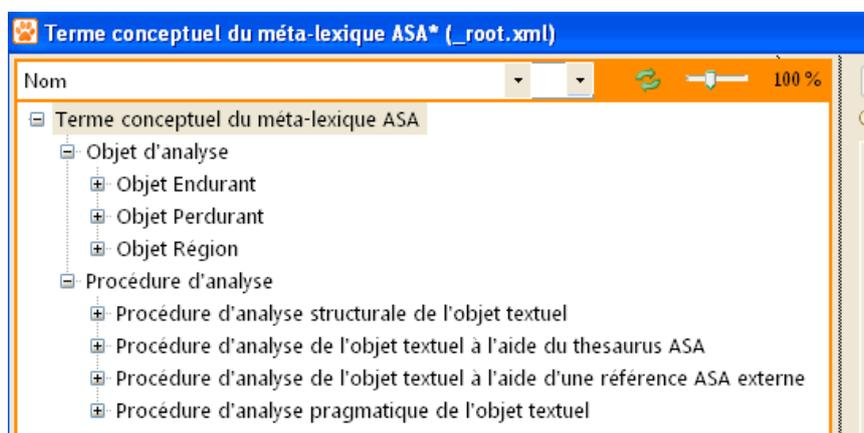 Terme conceptuel du méta-lexique ASA* (_root.xml)
Nom 100 %
Terme conceptuel du méta-lexique ASA
Objet d'analyse
Objet Endurant
Objet Perdurant
Objet Région
Procédure d'analyse
Procédure d'analyse structurale de l'objet textuel
Procédure d'analyse de l'objet textuel à l'aide du thesaurus ASA
Procédure d'analyse de l'objet textuel à l'aide d'une référence ASA externe
Procédure d'analyse pragmatique de l'objet textuel